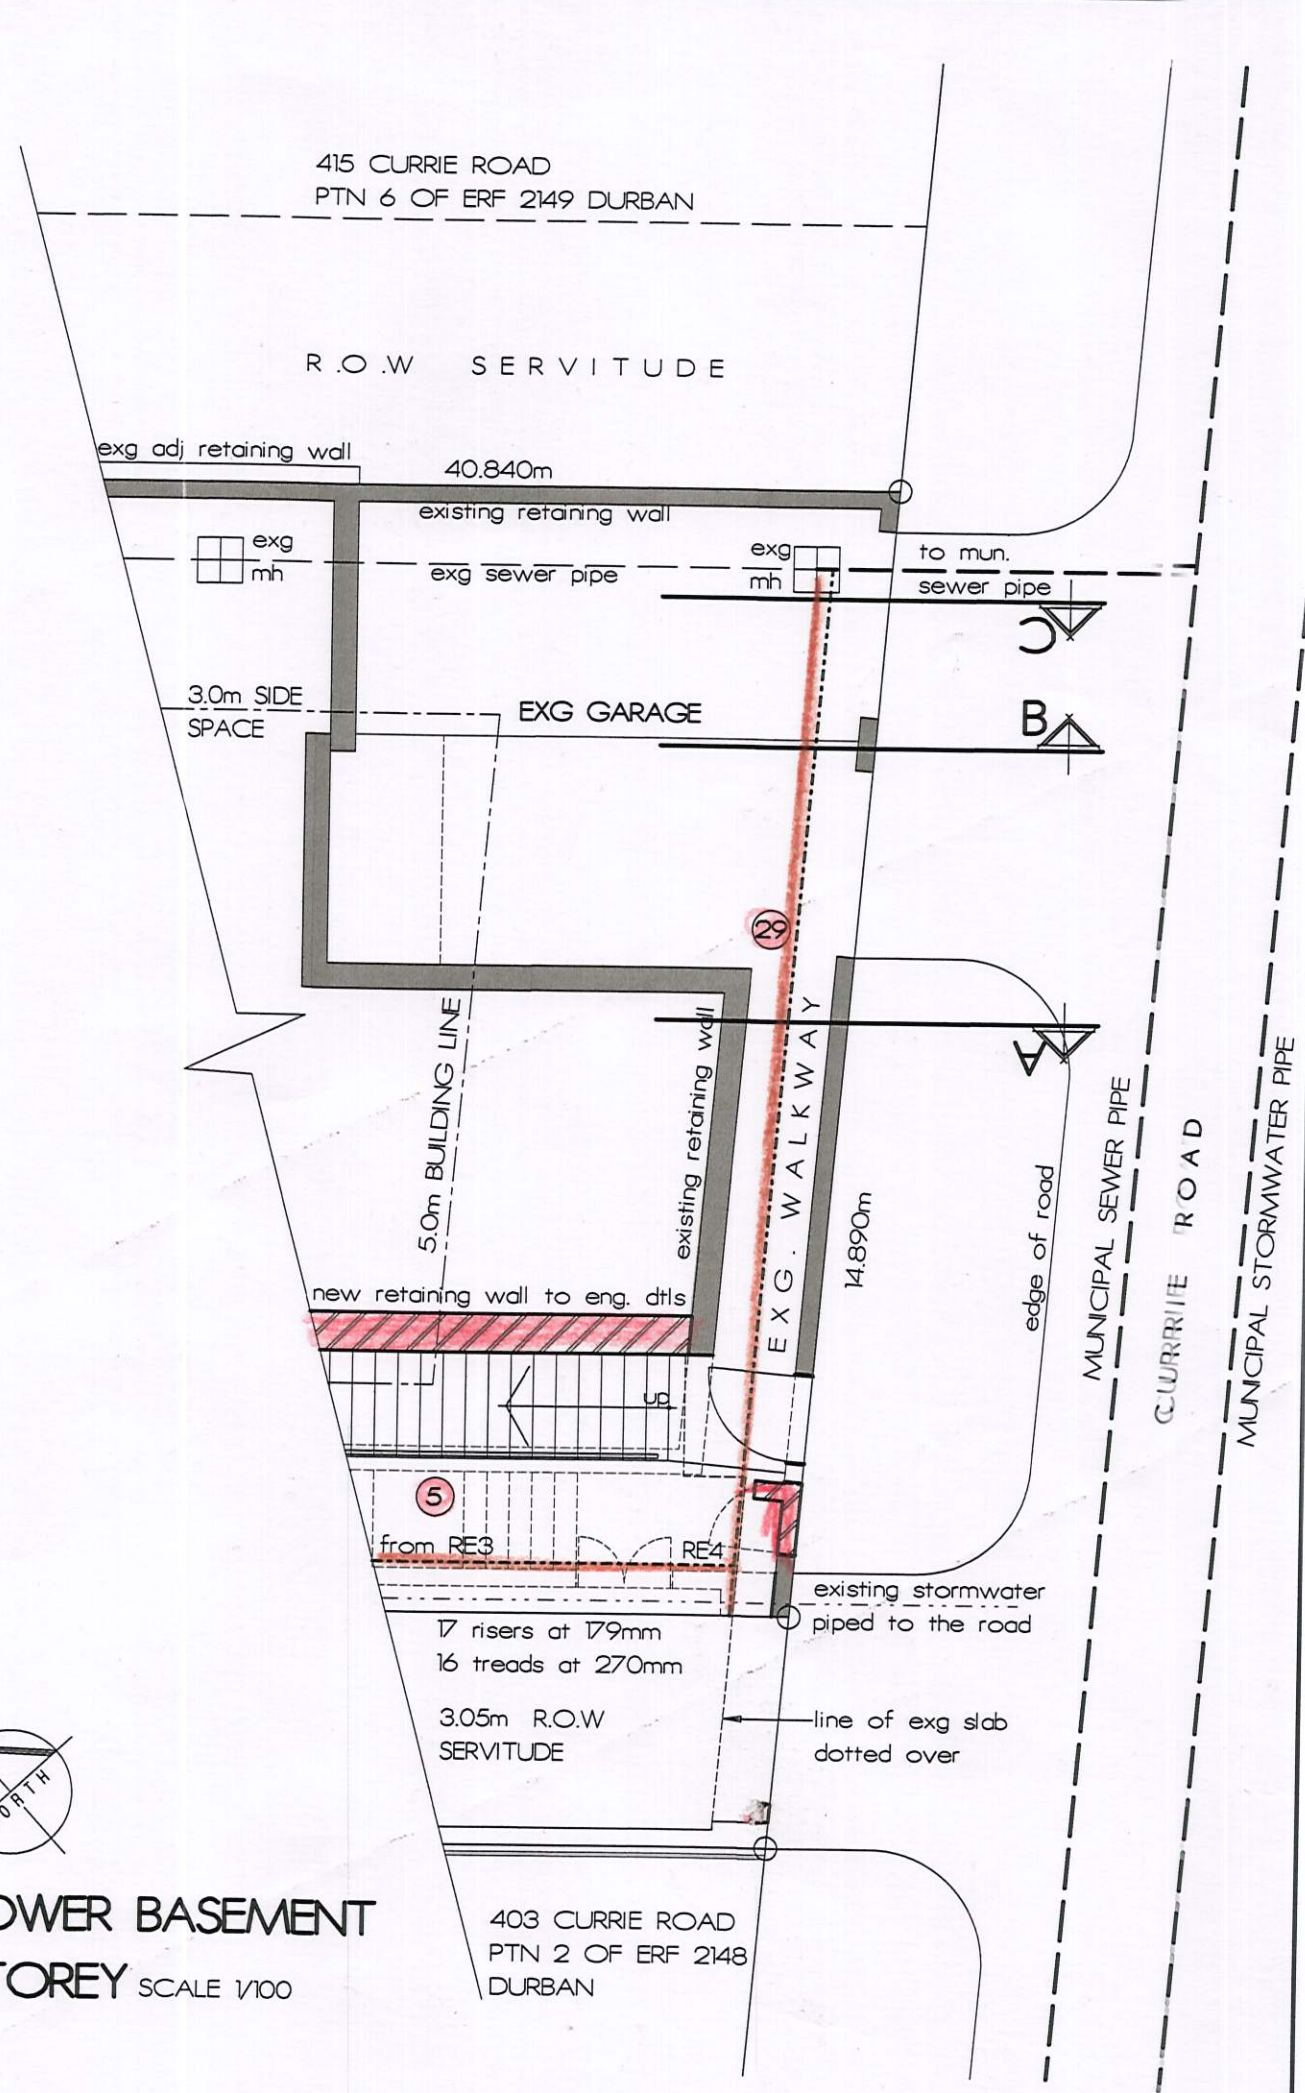 415 CURRIE ROAD
PTN 6 OF ERF 2149 DURBAN
R.O.W SERVITUDE
exg adj retaining wall
40.840m
existing retaning wall
exg
mh
exg sewer pipe
exg
mh
to mun.
sewer pipe
C
3.0m SIDE
SPACE
EXG GARAGE
B
29
5.0m BUILDING LINE
existing retaining wall
EXG. WALKWAY
A
14.890m
edge of road
MUNICIPAL SEWER PIPE
CURRIE ROAD
MUNICIPAL STORMWATER PIPE
new retaining wall to eng. dtls
up
5
from RE3
RE4
existing stormwater
piped to the road
17 risers at 179mm
16 treads at 270mm
3.05m R.O.W
SERVITUDE
line of exg slab
dotted over
ORTH
OWER BASEMENT
TOREY SCALE 1/100
403 CURRIE ROAD
PTN 2 OF ERF 2148
DURBAN